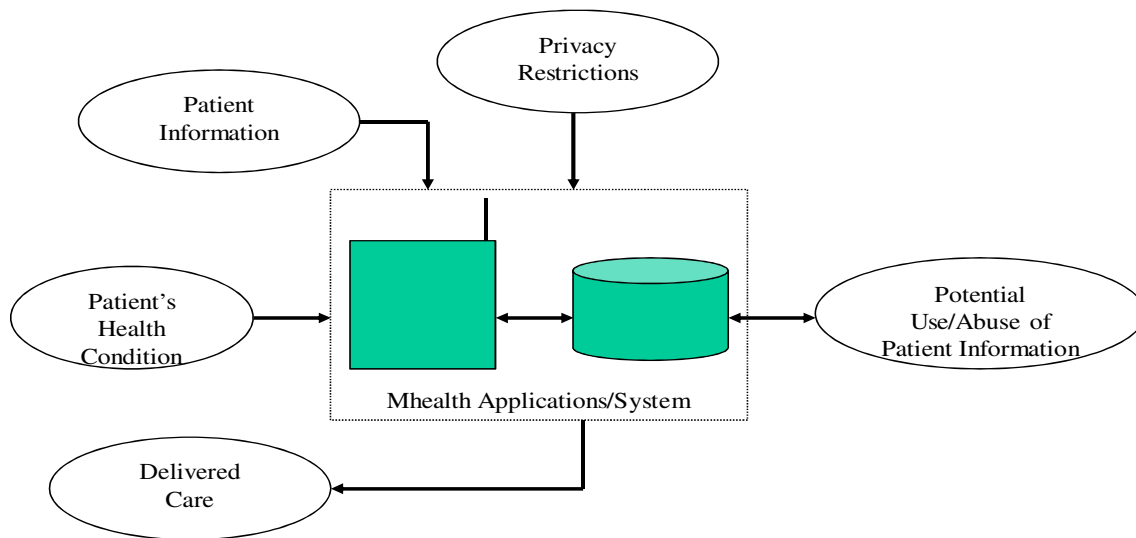 Privacy
Restrictions
Patient
Information
Patient's
Health
Condition
Potential
Use/Abuse of
Patient Information
Mhealth Applications/System
Delivered
Care